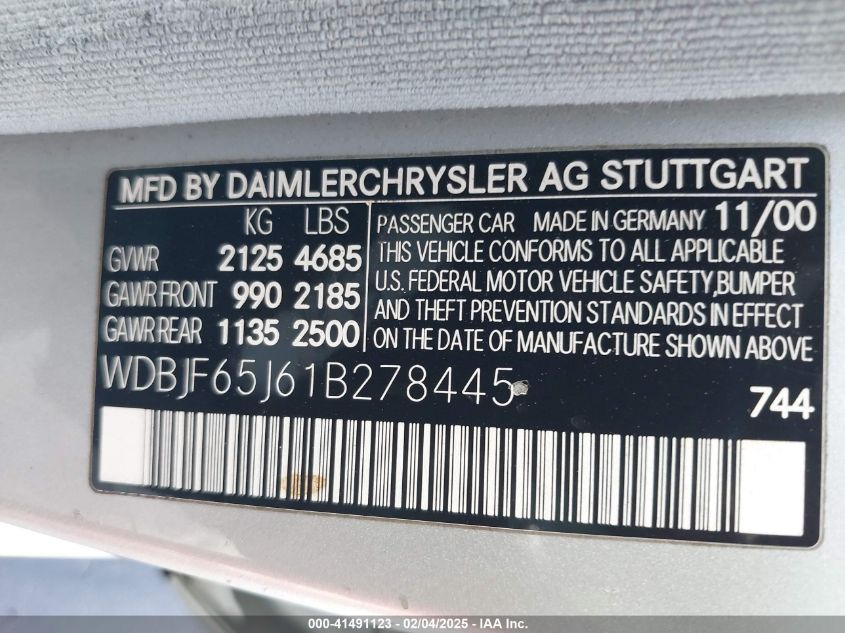 MFD BY DAIMLERCHRYSLER AG STUTTGART
KG LBS
GVWR 2125 4685
GAWR FRONT 990 2185
GAWR REAR 1135 2500
PASSENGER CAR MADE IN GERMANY 11/00
THIS VEHICLE CONFORMS TO ALL APPLICABLE
U.S. FEDERAL MOTOR VEHICLE SAFETY,BUMPER
AND THEFT PREVENTION STANDARDS IN EFFECT
ON THE DATE OF MANUFACTURE SHOWN ABOVE
WDBJF65J61B278445
744
000-41491123 - 02/04/2025 - IAA, Inc.